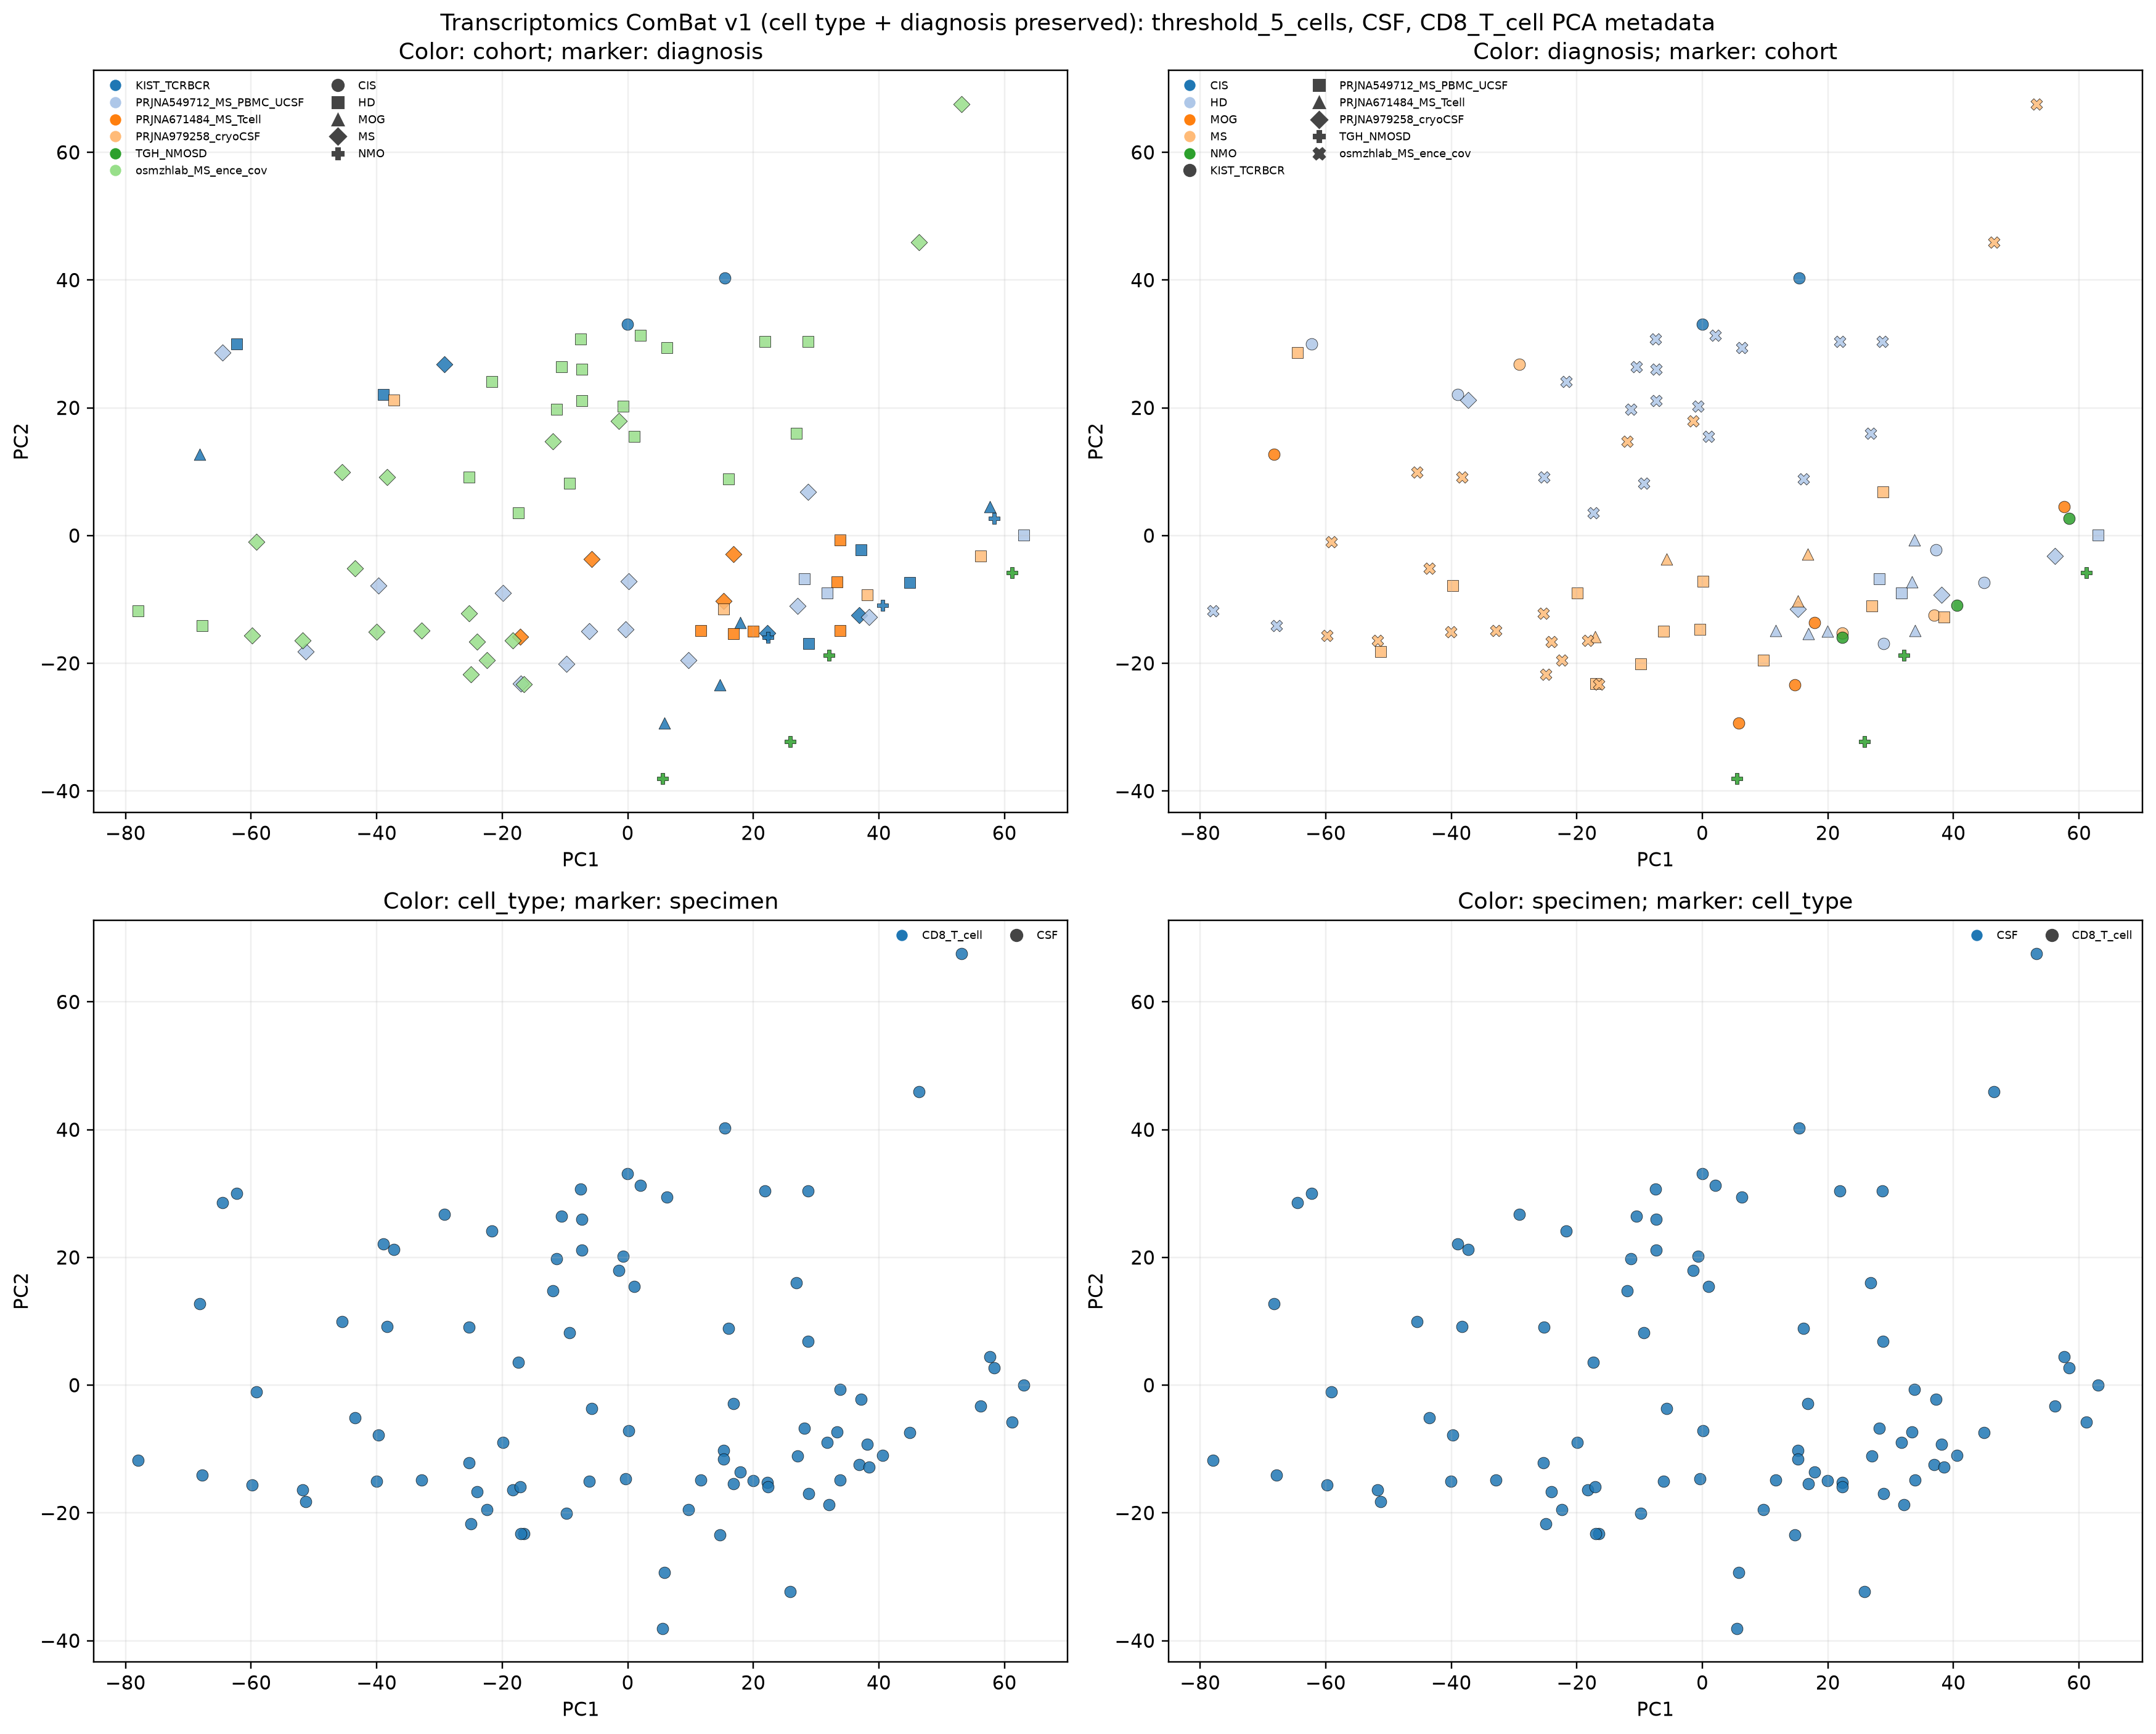 Transcriptomics ComBat v1 (cell type + diagnosis preserved): threshold_5_cells, CSF, CD8_T_cell PCA metadata
Color: cohort; marker: diagnosis
KIST_TCRBCR
PRJNA549712_MS_PBMC_UCSF
PRJNA671484_MS_Tcell
PRJNA979258_cryoCSF
TGH_NMOSD
osmzhlab_MS_ence_cov
CIS
HD
MOG
MS
NMO
60
40
20
0
−20
−40
PC2
−80 −60 −40 −20 0 20 40 60
PC1
Color: diagnosis; marker: cohort
CIS
HD
MOG
MS
NMO
KIST_TCRBCR
PRJNA549712_MS_PBMC_UCSF
PRJNA671484_MS_Tcell
PRJNA979258_cryoCSF
TGH_NMOSD
osmzhlab_MS_ence_cov
60
40
20
0
−20
−40
PC2
−80 −60 −40 −20 0 20 40 60
PC1
Color: cell_type; marker: specimen
CD8_T_cell CSF
60
40
20
0
−20
−40
PC2
−80 −60 −40 −20 0 20 40 60
PC1
Color: specimen; marker: cell_type
CSF CD8_T_cell
60
40
20
0
−20
−40
PC2
−80 −60 −40 −20 0 20 40 60
PC1